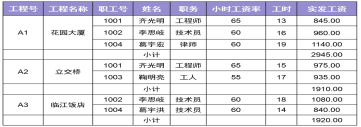 工程号 工程名称 职工号 姓名 职务 小时工资率 工时 实发工资
A1 花园大厦 1001 齐光明 工程师 65 13 845.00
1002 李思岐 技术员 60 16 960.00
1004 葛宇宏 律师 60 19 1140.00
小计 2945.00
A2 立交桥 1001 齐光明 工程师 65 15 975.00
1003 鞠明亮 工人 55 17 935.00
小计 1910.00
A3 临江饭店 1002 李思岐 技术员 60 18 1080.00
1004 葛宇洪 技术员 60 14 840.00
小计 1920.00